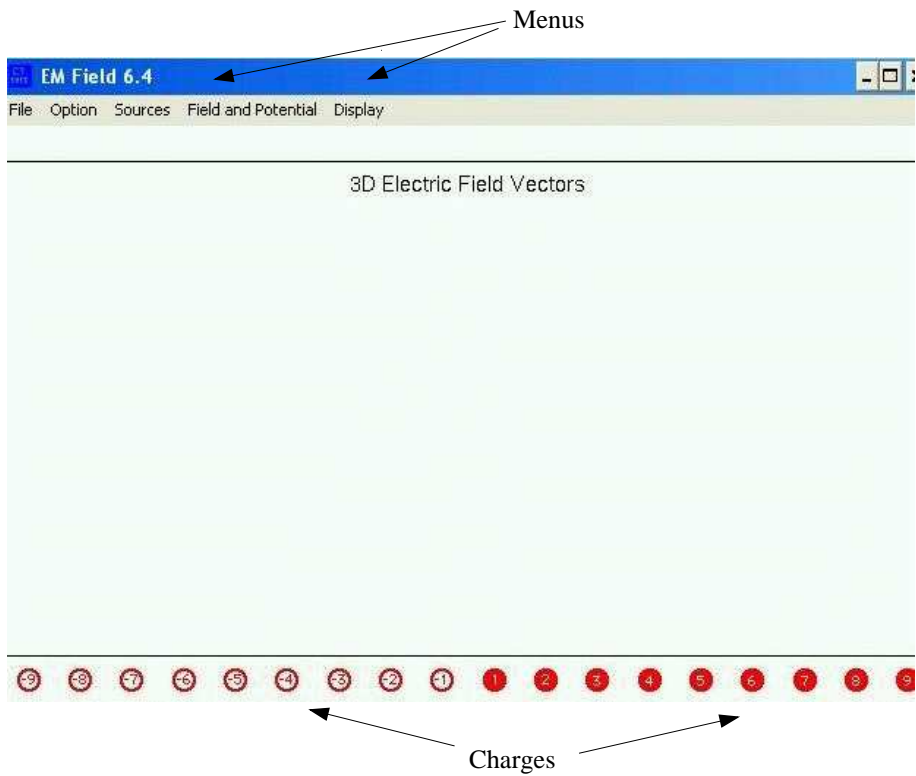 Menus
EM Field 6.4
File Option Sources Field and Potential Display
3D Electric Field Vectors
-9 -8 -7 -6 -5 -4 -3 -2 -1 1 2 3 4 5 6 7 8 9
Charges